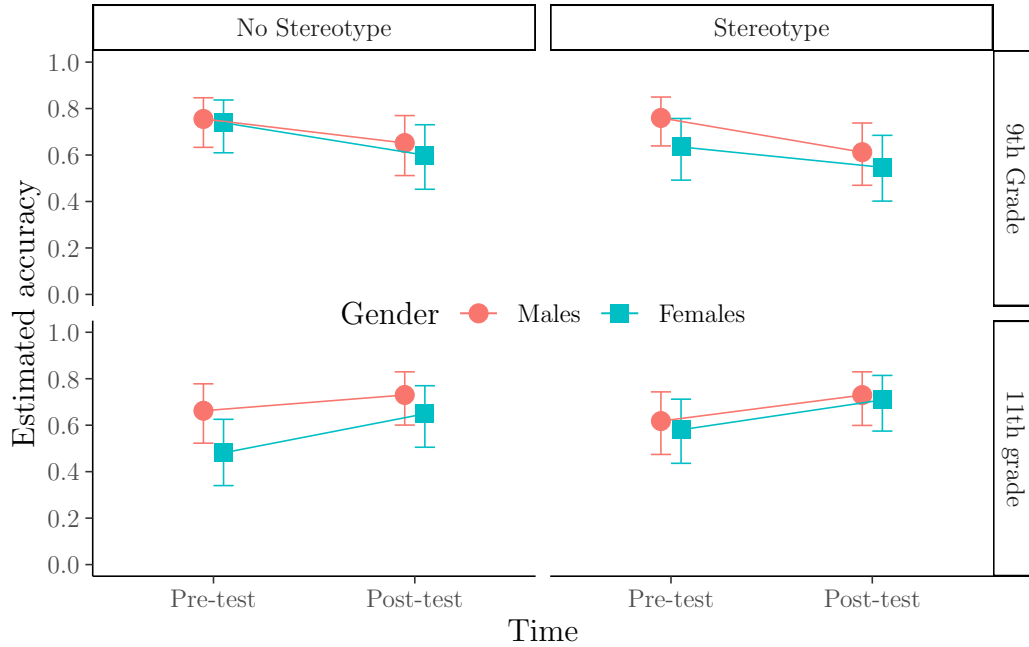 No Stereotype
Stereotype
Estimated accuracy
1.0
0.8
0.6
0.4
0.2
0.0
9th Grade
Gender
Males
Females
1.0
0.8
0.6
0.4
0.2
0.0
11th grade
Pre-test
Post-test
Pre-test
Post-test
Time